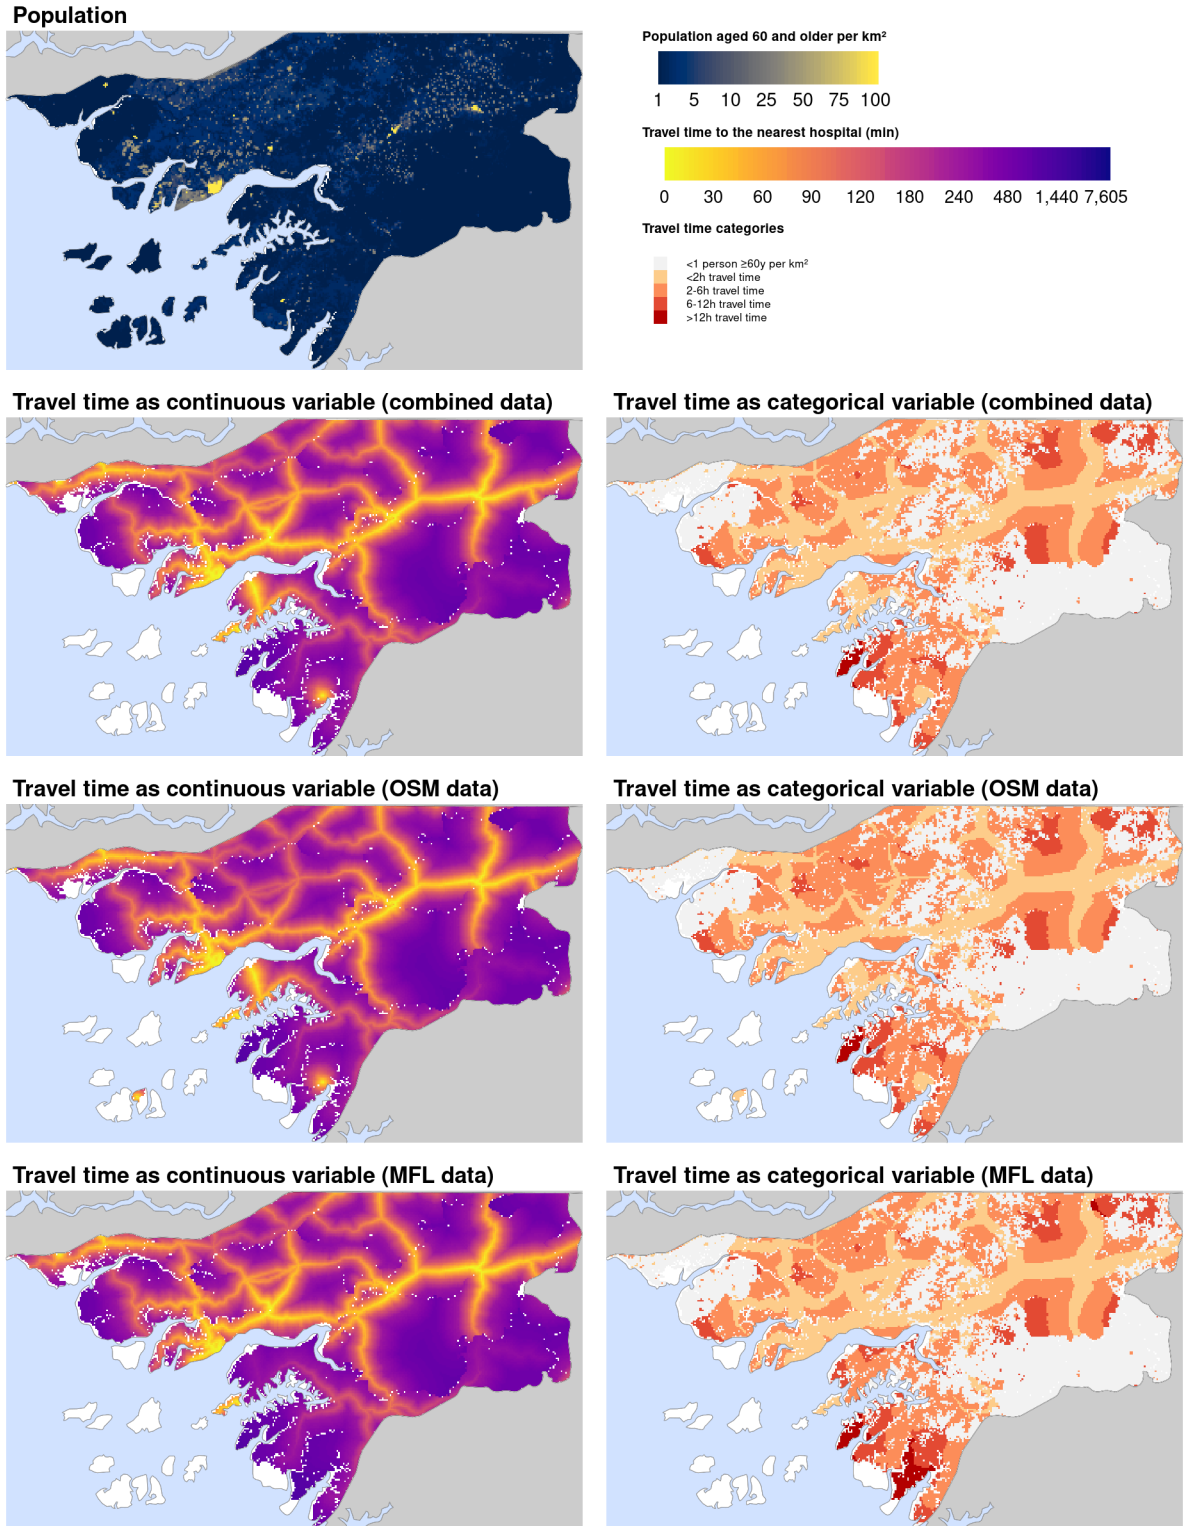 Population
Population aged 60 and older per km²
1 5 10 25 50 75 100
Travel time to the nearest hospital (min)
0 30 60 90 120 180 240 480 1,440 7,605
Travel time categories
<1 person ≥60y per km²
<2h travel time
2-6h travel time
6-12h travel time
>12h travel time
Travel time as continuous variable (combined data)
Travel time as categorical variable (combined data)
Travel time as continuous variable (OSM data)
Travel time as categorical variable (OSM data)
Travel time as continuous variable (MFL data)
Travel time as categorical variable (MFL data)